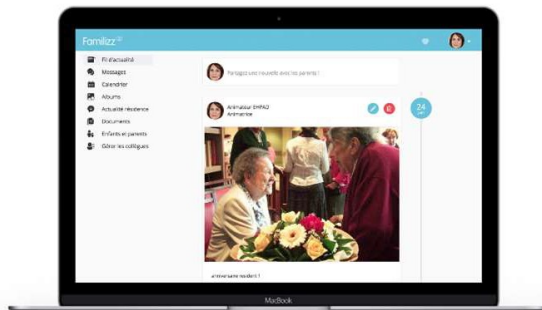 Familizz
Fil d'actualité
Messages
Calendrier
Albums
Actualité résidence
Documents
Enfants et parents
Gérer les collègues
Partagez une nouvelle avec les parents !
Animateur EHPAD
Animatrice
24
anniversaire resident !
MacBook